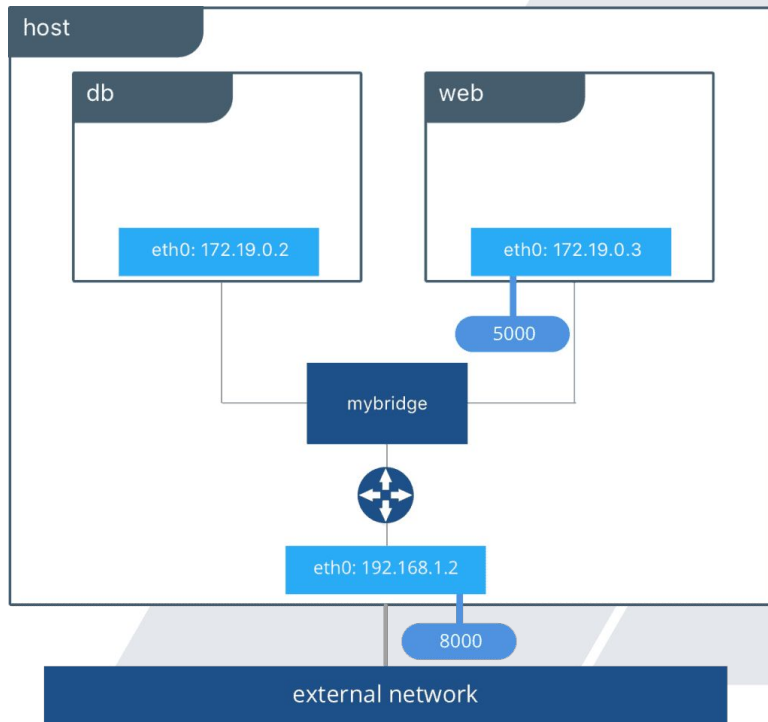 host
db
web
eth0: 172.19.0.2
eth0: 172.19.0.3
5000
mybridge
eth0: 192.168.1.2
8000
external network